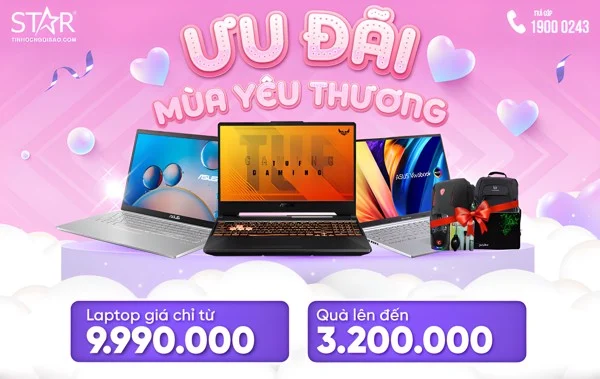 STAR
TINHOCNGOISAO.COM
TRẢ GÓP
1900 0243
ƯU ĐÃI
MÙA YÊU THƯƠNG
ASUS
TUF
GAMING
ASUS Vivobook
Laptop giá chỉ từ
9.990.000
Quà lên đến
3.200.000